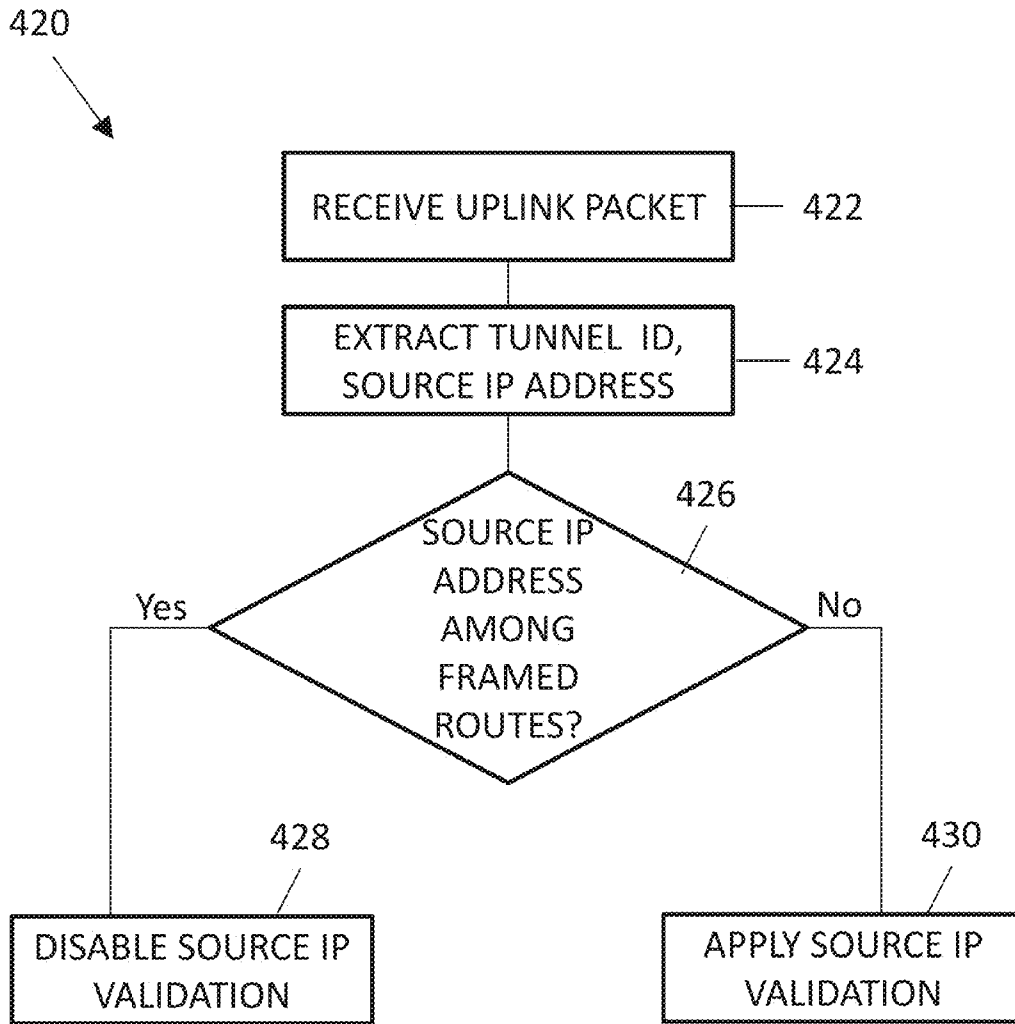 420
RECEIVE UPLINK PACKET
422
EXTRACT TUNNEL ID,
SOURCE IP ADDRESS
424
426
SOURCE IP
ADDRESS
AMONG
FRAMED
ROUTES?
Yes
No
428
430
DISABLE SOURCE IP
VALIDATION
APPLY SOURCE IP
VALIDATION